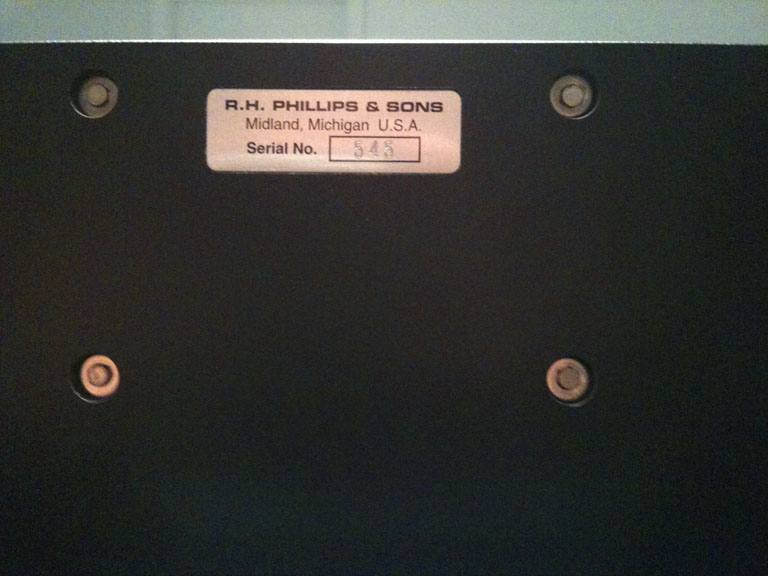 R.H. PHILLIPS & SONS
Midland, Michigan U.S.A.
Serial No. 545